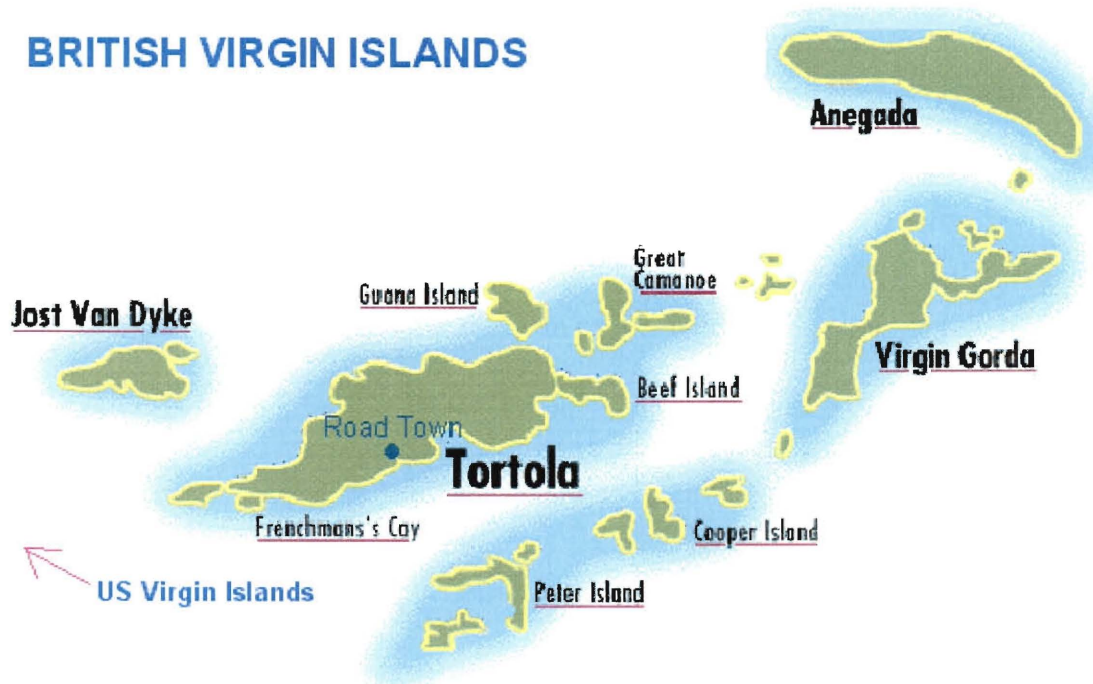 BRITISH VIRGIN ISLANDS
Anegada
Great
Camanoe
Guana Island
Jost Van Dyke
Virgin Gorda
Beef Island
Road Town
Tortola
Frenchmans's Cay
Cooper Island
US Virgin Islands
Peter Island